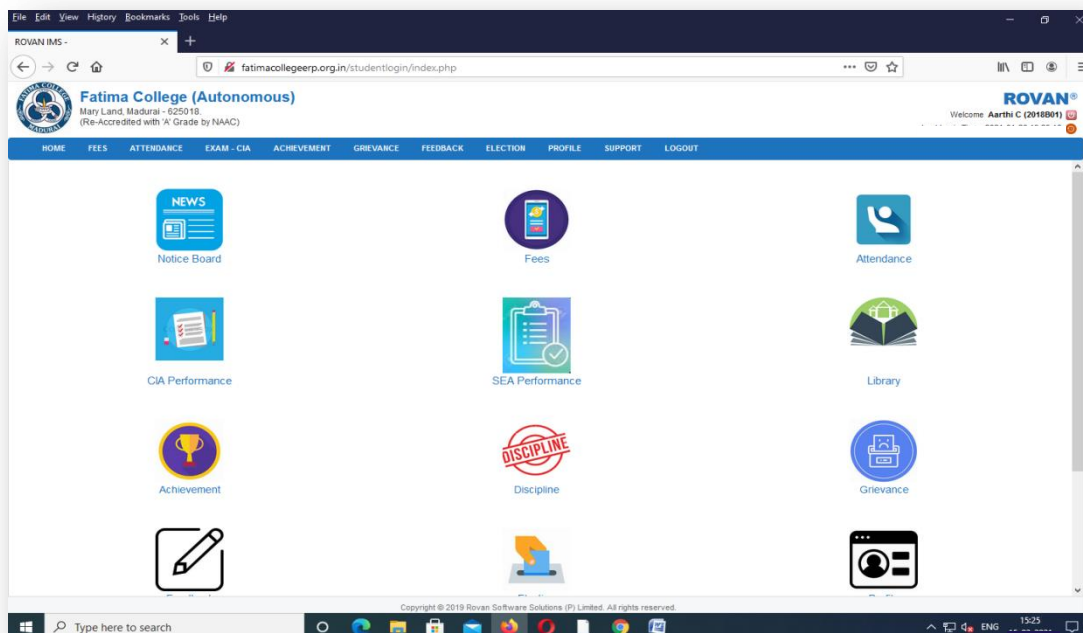 File Edit View History Bookmarks Tools Help
ROVAN IMS -
fatimacollegeerp.org.in/studentlogin/index.php
FATIMA COLLEGE
MADURAI
Fatima College (Autonomous)
Mary Land, Madurai - 625018.
(Re-Accredited with 'A' Grade by NAAC)
ROVAN®
Welcome Aarthi C (2018B01)
HOME FEES ATTENDANCE EXAM - CIA ACHIEVEMENT GRIEVANCE FEEDBACK ELECTION PROFILE SUPPORT LOGOUT
NEWS
Notice Board Fees Attendance
CIA Performance SEA Performance Library
DISCIPLINE
Achievement Discipline Grievance
Copyright © 2019 Rovan Software Solutions (P) Limited. All rights reserved.
Type here to search
ENG
15:25